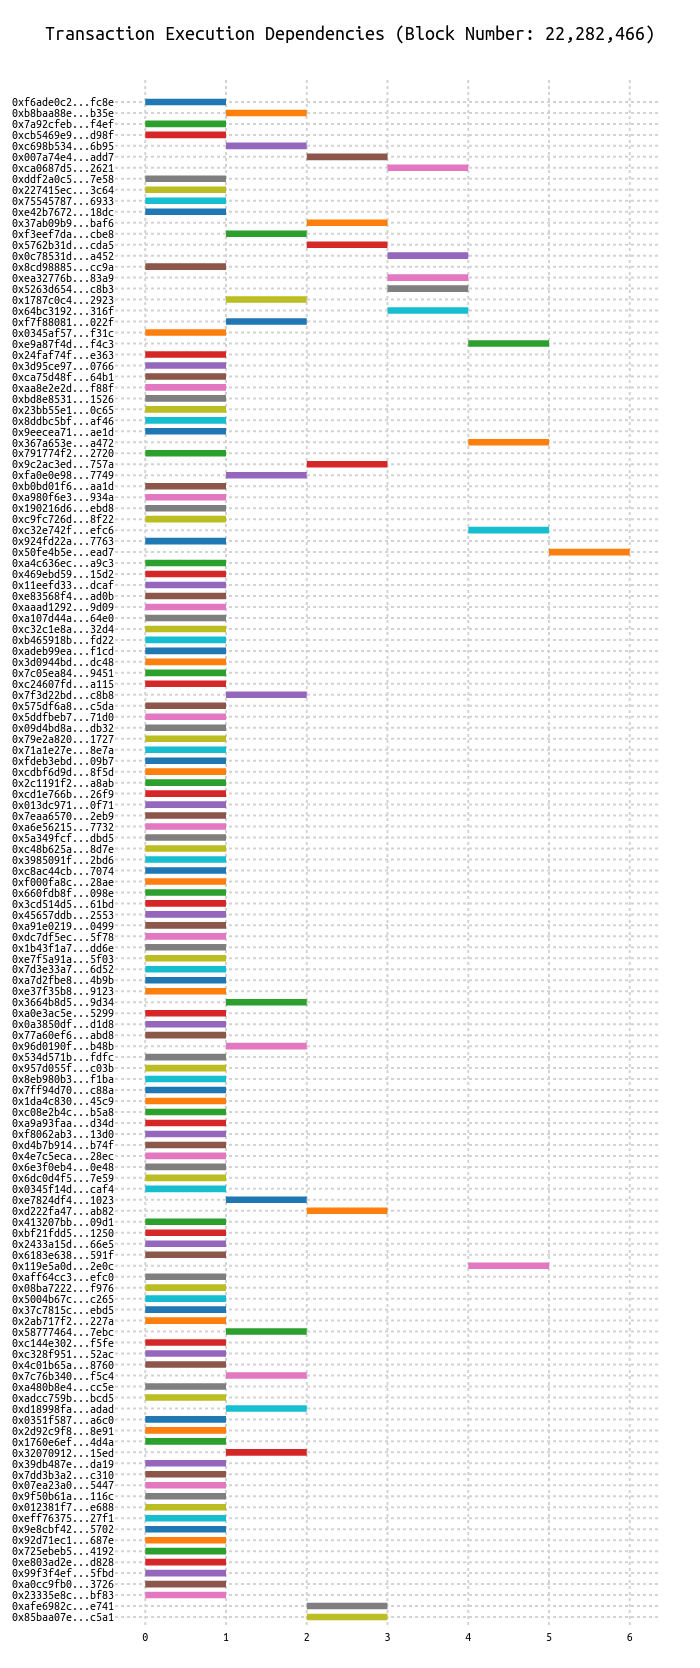 Transaction Execution Dependencies (Block Number: 22,282,466)
0xf6ade0c2...fc8e
0xb8baa88e...b35e
0x7a92cfeb...f4ef
0xcb5469e9...d98f
0xc698b534...6b95
0x007a74e4...add7
0xca0687d5...2621
0xddf2a0c5...7e58
0x227415ec...3c64
0x75545787...6933
0xe42b7672...18dc
0x37ab09b9...baf6
0xf3eef7da...cbe8
0x5762b31d...cda5
0x0c78531d...a452
0x8cd98885...cc9a
0xea32776b...83a9
0x5263d654...c8b3
0x1787c0c4...2923
0x64bc3192...316f
0xf7f88081...022f
0x0345af57...f31c
0xe9a87f4d...f4c3
0x24faf74f...e363
0x3d95ce97...0766
0xca75d48f...64b1
0xaa8e2e2d...f88f
0xbd8e8531...1526
0x23bb55e1...0c65
0x8ddbc5bf...af46
0x9eecea71...ae1d
0x367a653e...a472
0x791774f2...2720
0x9c2ac3ed...757a
0xfa0e0e98...7749
0xb0bd01f6...aa1d
0xa980f6e3...934a
0x190216d6...ebd8
0xc9fc726d...8f22
0xc32e742f...efc6
0x924fd22a...7763
0x50fe4b5e...ead7
0xa4c636ec...a9c3
0x469ebd59...15d2
0x11eefd33...dcaf
0xe83568f4...ad0b
0xaaad1292...9d09
0xa107d44a...64e0
0xc32c1e8a...32d4
0xb465918b...fd22
0xadeb99ea...f1cd
0x3d0944bd...dc48
0x7c05ea84...9451
0xc24607fd...a115
0x7f3d22bd...c8b8
0x575df6a8...c5da
0x5ddfbeb7...71d0
0x09d4bd8a...db32
0x79e2a820...1727
0x71a1e27e...8e7a
0xfdeb3ebd...09b7
0xcdbf6d9d...8f5d
0x2c1191f2...a8ab
0xcd1e766b...26f9
0x013dc971...0f71
0x7eaa6570...2eb9
0xa6e56215...7732
0x5a349fcf...dbd5
0xc48b625a...8d7e
0x3985091f...2bd6
0xc8ac44cb...7074
0xf000fa8c...28ae
0x660fdb8f...098e
0x3cd514d5...61bd
0x45657ddb...2553
0xa91e0219...0499
0xdc7df5ec...5f78
0x1b43f1a7...dd6e
0xe7f5a91a...5f03
0x7d3e33a7...6d52
0xa7d2fbe8...4b9b
0xe37f35b8...9123
0x3664b8d5...9d34
0xa0e3ac5e...5299
0x0a3850df...d1d8
0x77a60ef6...abd8
0x96d0190f...b48b
0x534d571b...fdfc
0x957d055f...c03b
0x8eb980b3...f1ba
0x7ff94d70...c88a
0x1da4c830...45c9
0xc08e2b4c...b5a8
0xa9a93faa...d34d
0xf8062ab3...13d0
0xd4b7b914...b74f
0x4e7c5eca...28ec
0x6e3f0eb4...0e48
0x6dc0d4f5...7e59
0x0345f14d...caf4
0xe7824df4...1023
0xd222fa47...ab82
0x413207bb...09d1
0xbf21fdd5...1250
0x2433a15d...66e5
0x6183e638...591f
0x119e5a0d...2e0c
0xaff64cc3...efc0
0x08ba7222...f976
0x5004b67c...c265
0x37c7815c...ebd5
0x2ab717f2...227a
0x58777464...7ebc
0xc144e302...f5fe
0xc328f951...52ac
0x4c01b65a...8760
0x7c76b340...f5c4
0xa480b8e4...cc5e
0xadcc759b...bcd5
0xd18998fa...adad
0x0351f587...a6c0
0x2d92c9f8...8e91
0x1760e6ef...4d4a
0x32070912...15ed
0x39db487e...da19
0x7dd3b3a2...c310
0x07ea23a0...5447
0x9f50b61a...116c
0x012381f7...e688
0xeff76375...27f1
0x9e8cbf42...5702
0x92d71ec1...687e
0x725ebeb5...4192
0xe803ad2e...d828
0x99f3f4ef...5fbd
0xa0cc9fb0...3726
0x23335e8c...bf83
0xafe6982c...e741
0x85baa07e...c5a1
0 1 2 3 4 5 6